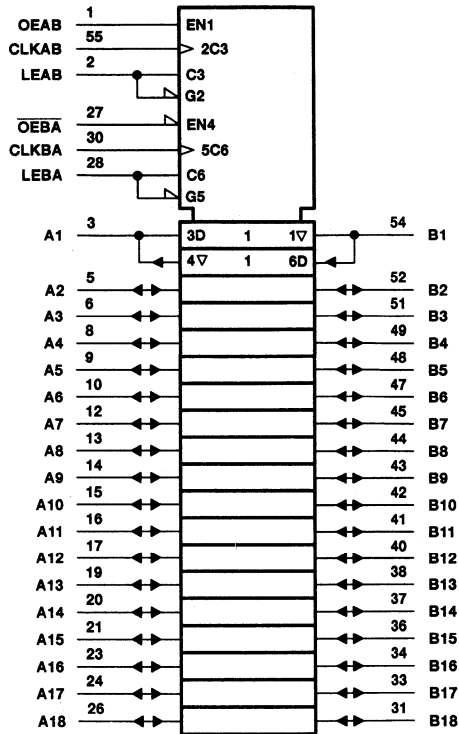 1
OEAB EN1
55
CLKAB 2C3
2
LEAB C3
G2
27
OEBA EN4
30
CLKBA 5C6
28
LEBA C6
G5
3 54
A1 3D 1 1▽ B1
4▽ 1 6D
5 52
A2 B2
6 51
A3 B3
8 49
A4 B4
9 48
A5 B5
10 47
A6 B6
12 45
A7 B7
13 44
A8 B8
14 43
A9 B9
15 42
A10 B10
16 41
A11 B11
17 40
A12 B12
19 38
A13 B13
20 37
A14 B14
21 36
A15 B15
23 34
A16 B16
24 33
A17 B17
26 31
A18 B18